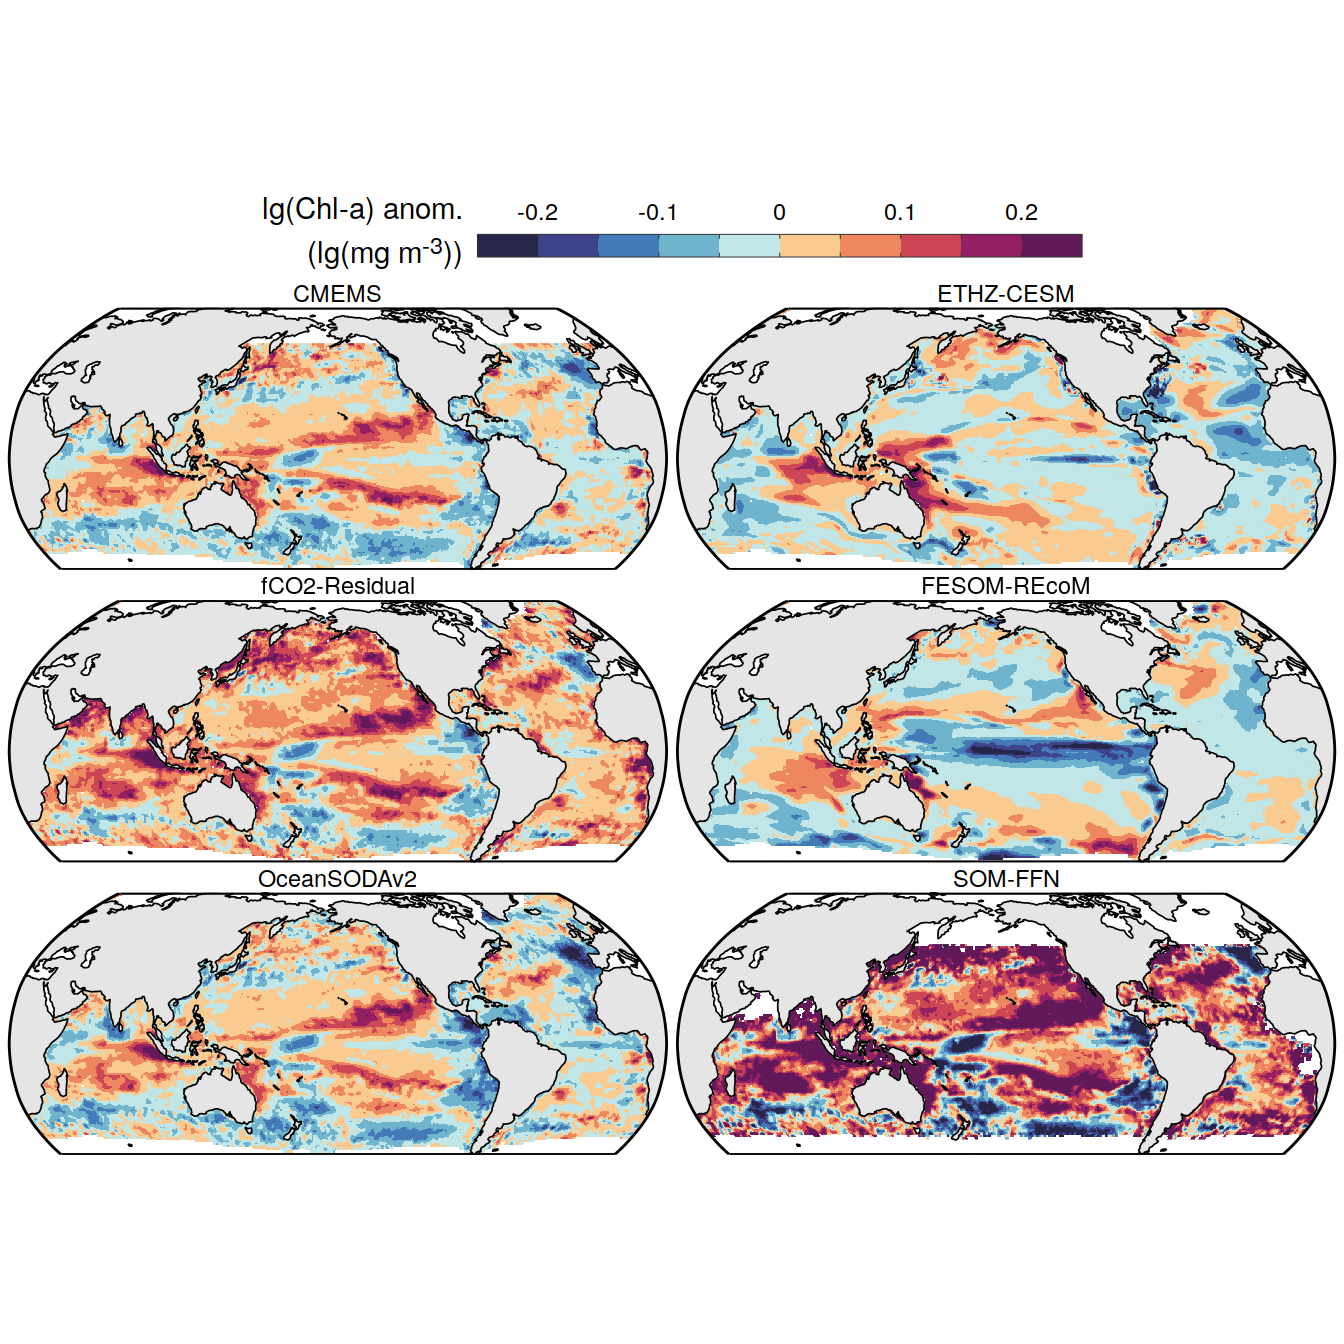 lg(Chl-a) anom.
(lg(mg m-3))
-0.2 -0.1 0 0.1 0.2
CMEMS ETHZ-CESM
fCO2-Residual FESOM-REcoM
OceanSODAv2 SOM-FFN